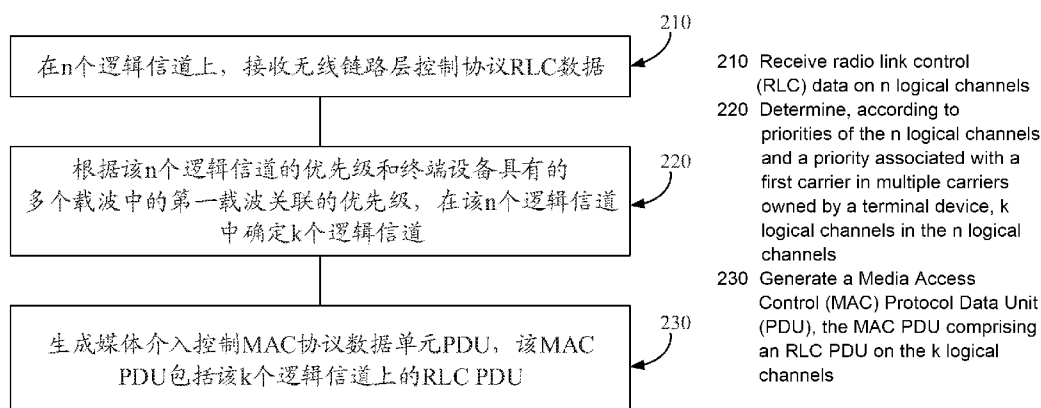 210
在n个逻辑信道上，接收无线链路层控制协议RLC数据
220
根据该n个逻辑信道的优先级和终端设备具有的
多个载波中的第一载波关联的优先级，在该n个逻辑信道
中确定k个逻辑信道
230
生成媒体介入控制MAC协议数据单元PDU，该MAC
PDU包括该k个逻辑信道上的RLC PDU
210 Receive radio link control
(RLC) data on n logical channels
220 Determine, according to
priorities of the n logical channels
and a priority associated with a
first carrier in multiple carriers
owned by a terminal device, k
logical channels in the n logical
channels
230 Generate a Media Access
Control (MAC) Protocol Data Unit
(PDU), the MAC PDU comprising
an RLC PDU on the k logical
channels